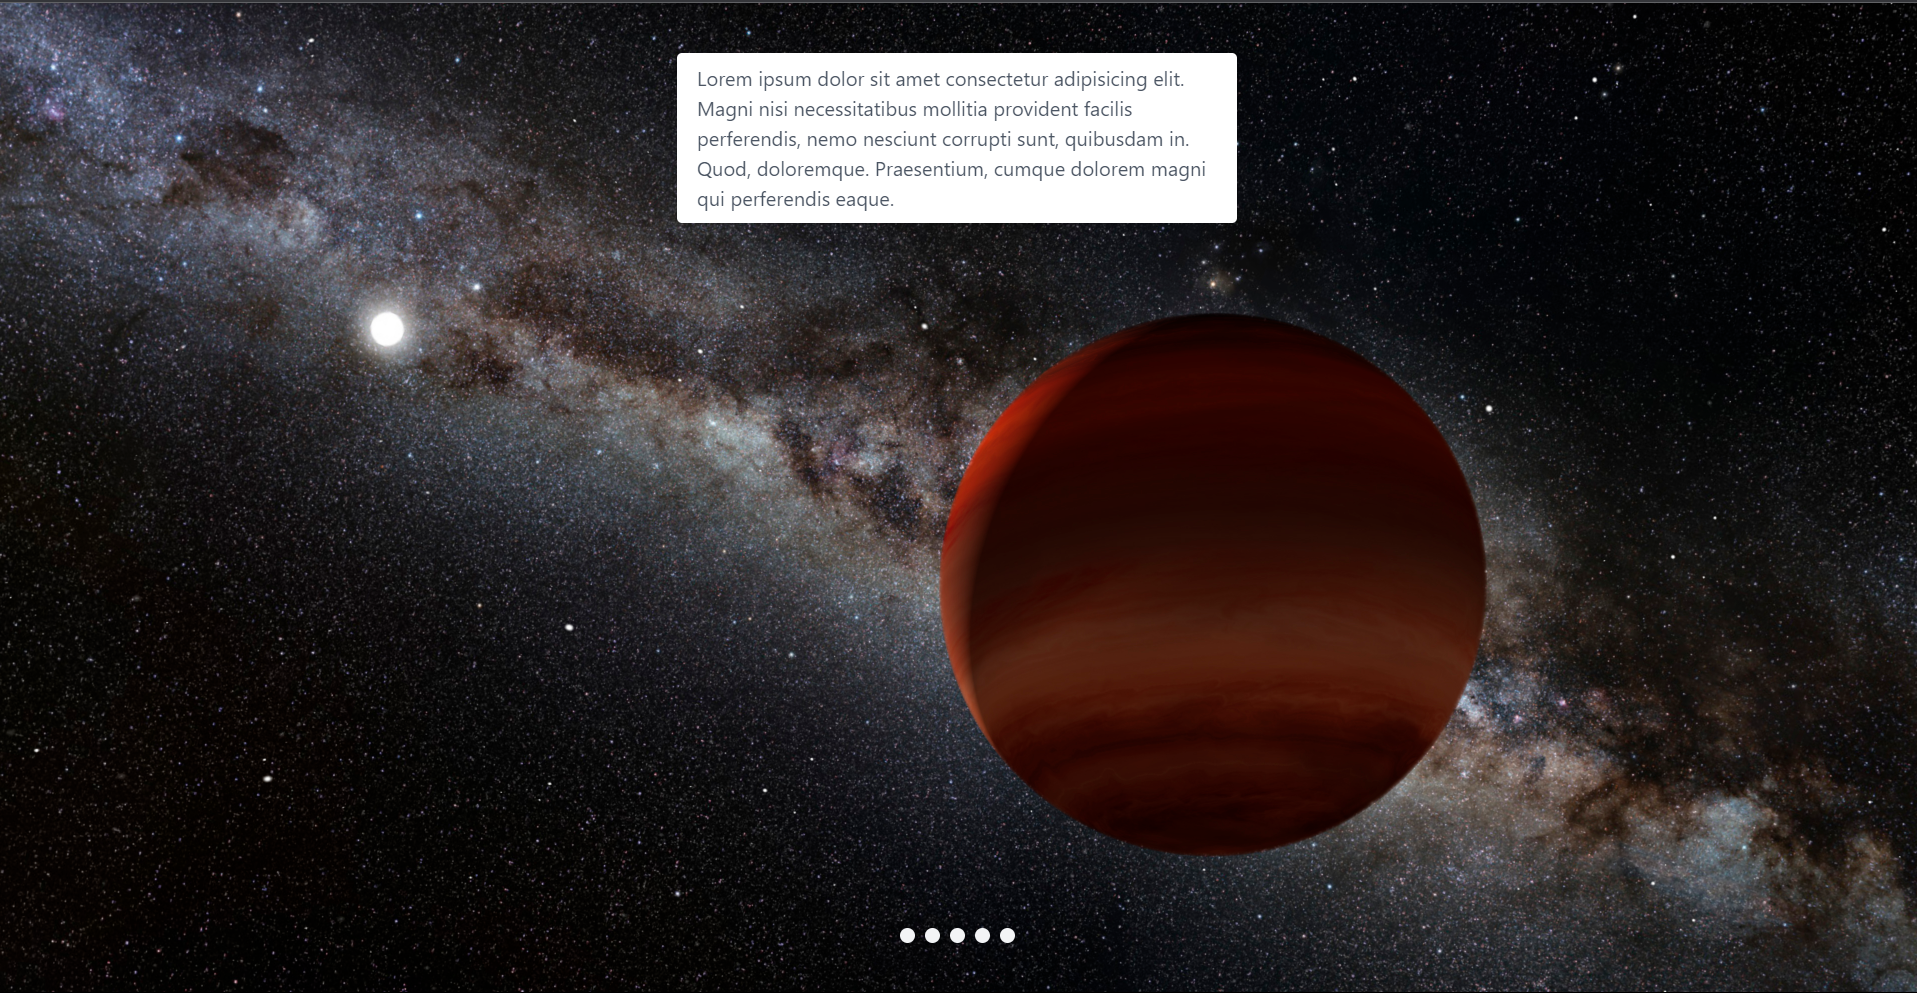 Lorem ipsum dolor sit amet consectetur adipisicing elit.
Magni nisi necessitatibus mollitia provident facilis
perferendis, nemo nesciunt corrupti sunt, quibusdam in.
Quod, doloremque. Praesentium, cumque dolorem magni
qui perferendis eaque.